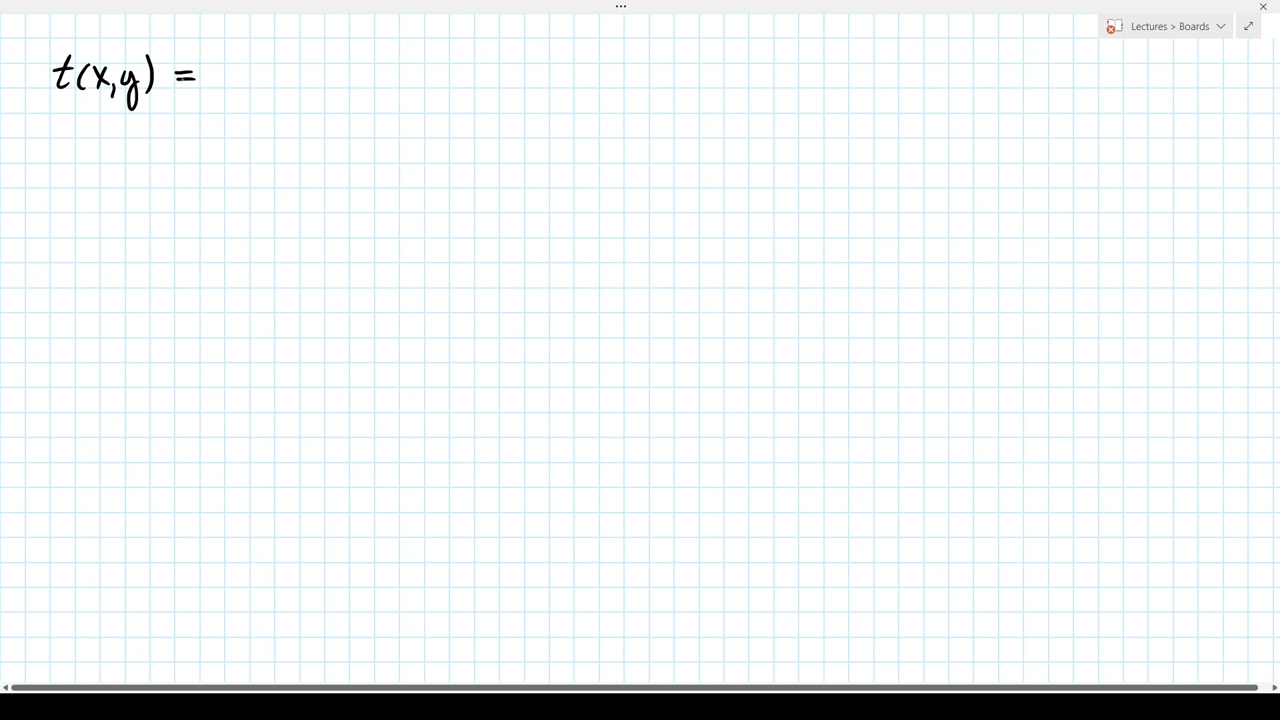 Lectures > Boards
t(x,y) =